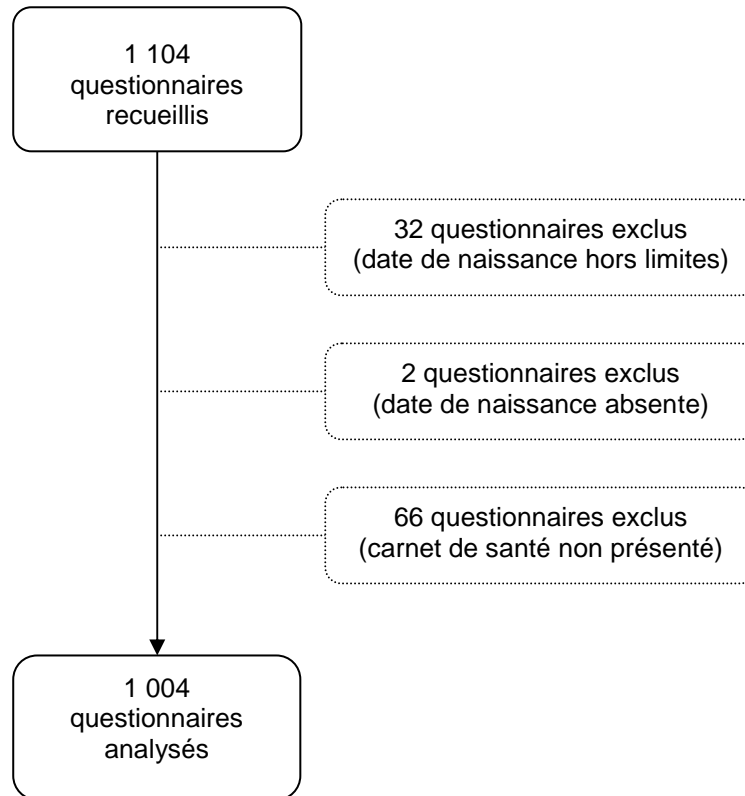 1 104
questionnaires
recueillis
32 questionnaires exclus
(date de naissance hors limites)
2 questionnaires exclus
(date de naissance absente)
66 questionnaires exclus
(carnet de santé non présenté)
1 004
questionnaires
analysés